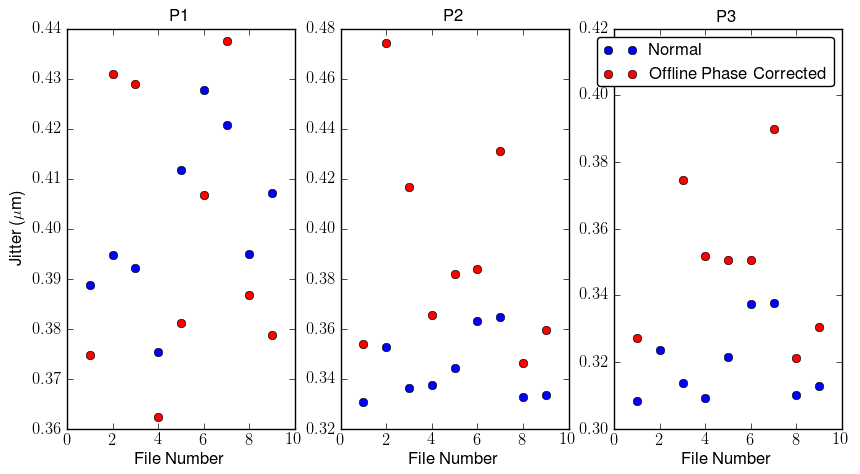 P1
P2
P3
0.44
0.43
0.42
0.41
0.40
0.39
0.38
0.37
0.36
Jitter (μm)
0 2 4 6 8 10
File Number
0.48
0.46
0.44
0.42
0.40
0.38
0.36
0.34
0.32
0 2 4 6 8 10
File Number
0.42
0.40
0.38
0.36
0.34
0.32
0.30
0 2 4 6 8 10
File Number
Normal
Offline Phase Corrected